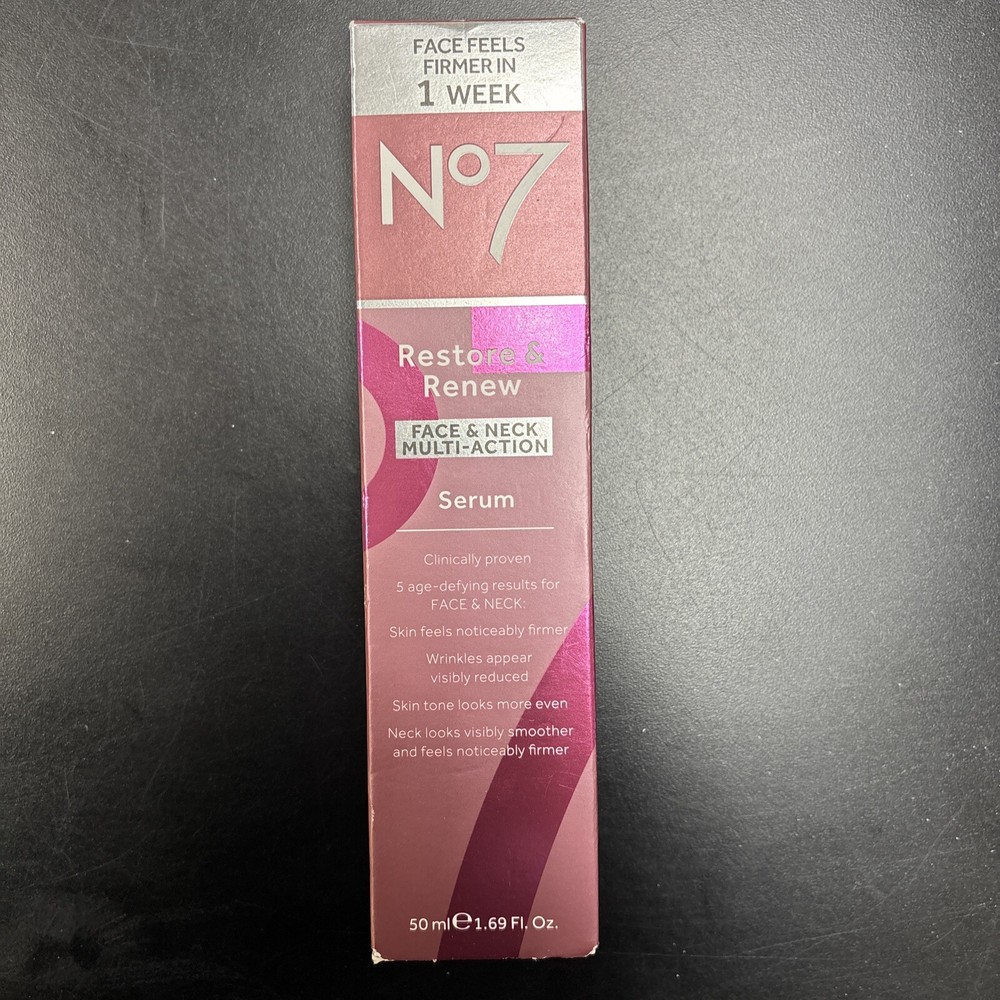 FACE FEELS
FIRMER IN
1 WEEK
No7
Restore &
Renew
FACE & NECK
MULTI-ACTION
Serum
Clinically proven
5 age-defying results for
FACE & NECK:
Skin feels noticeably firmer
Wrinkles appear
visibly reduced
Skin tone looks more even
Neck looks visibly smoother
and feels noticeably firmer
50 ml℮1.69 Fl. Oz.